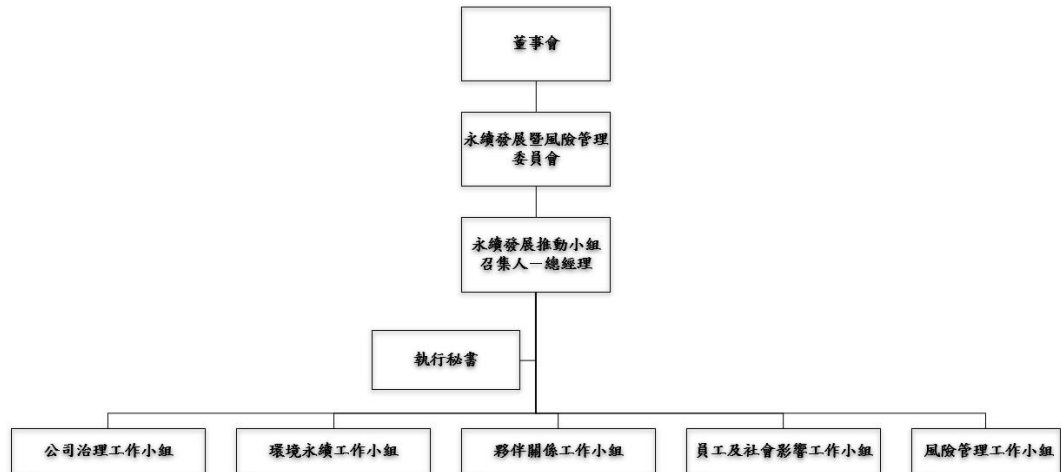 董事會
永續發展暨風險管理
委員會
永續發展推動小組
召集人－總經理
執行秘書
公司治理工作小組
環境永續工作小組
夥伴關係工作小組
員工及社會影響工作小組
風險管理工作小組